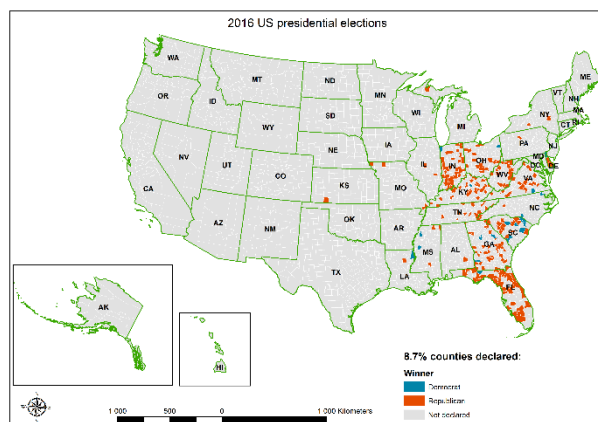 2016 US presidential elections
WA
MT
ND
MN
ME
OR
ID
SD
WI
MI
VT
NH
NY
MA
CT
RI
WY
IA
NE
PA
NJ
NV
UT
CO
IL
IN
OH
MD
DE
DC
WV
VA
CA
KS
MO
KY
NC
TN
AZ
NM
OK
AR
SC
MS
AL
GA
TX
LA
FL
AK
HI
8.7% counties declared:
Winner
Democrat
Republican
Not declared
1 000 500 0 1 000 Kilometers